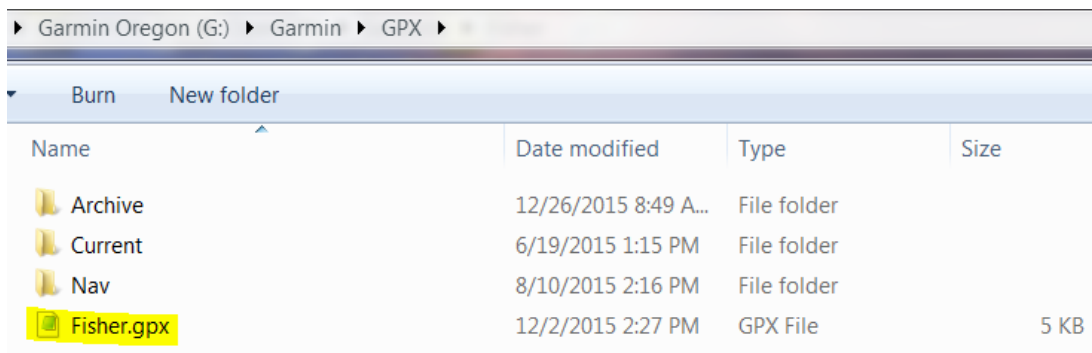 Garmin Oregon (G:) Garmin GPX
Burn New folder
Name Date modified Type Size
Archive 12/26/2015 8:49 A... File folder
Current 6/19/2015 1:15 PM File folder
Nav 8/10/2015 2:16 PM File folder
Fisher.gpx 12/2/2015 2:27 PM GPX File 5 KB